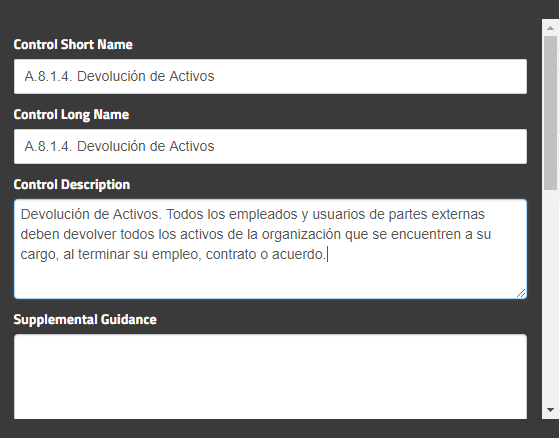 Control Short Name
A.8.1.4. Devolución de Activos
Control Long Name
A.8.1.4. Devolución de Activos
Control Description
Devolución de Activos. Todos los empleados y usuarios de partes externas
deben devolver todos los activos de la organización que se encuentren a su
cargo, al terminar su empleo, contrato o acuerdo.
Supplemental Guidance